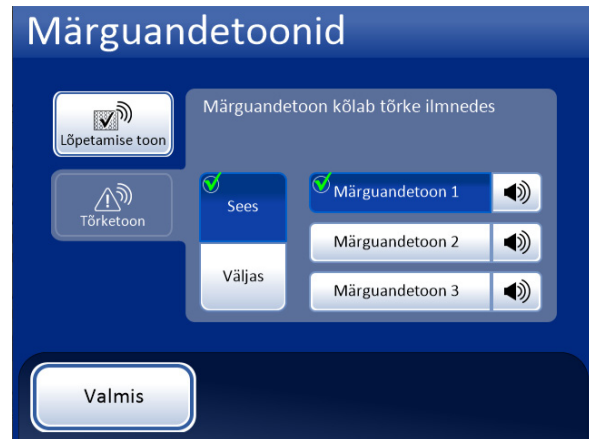 Märguandetoonid
Lõpetamise toon
Märguandetoon kõlab tõrke ilmnedes
Tõrketoon
Sees
Väljas
Märguandetoon 1
Märguandetoon 2
Märguandetoon 3
Valmis